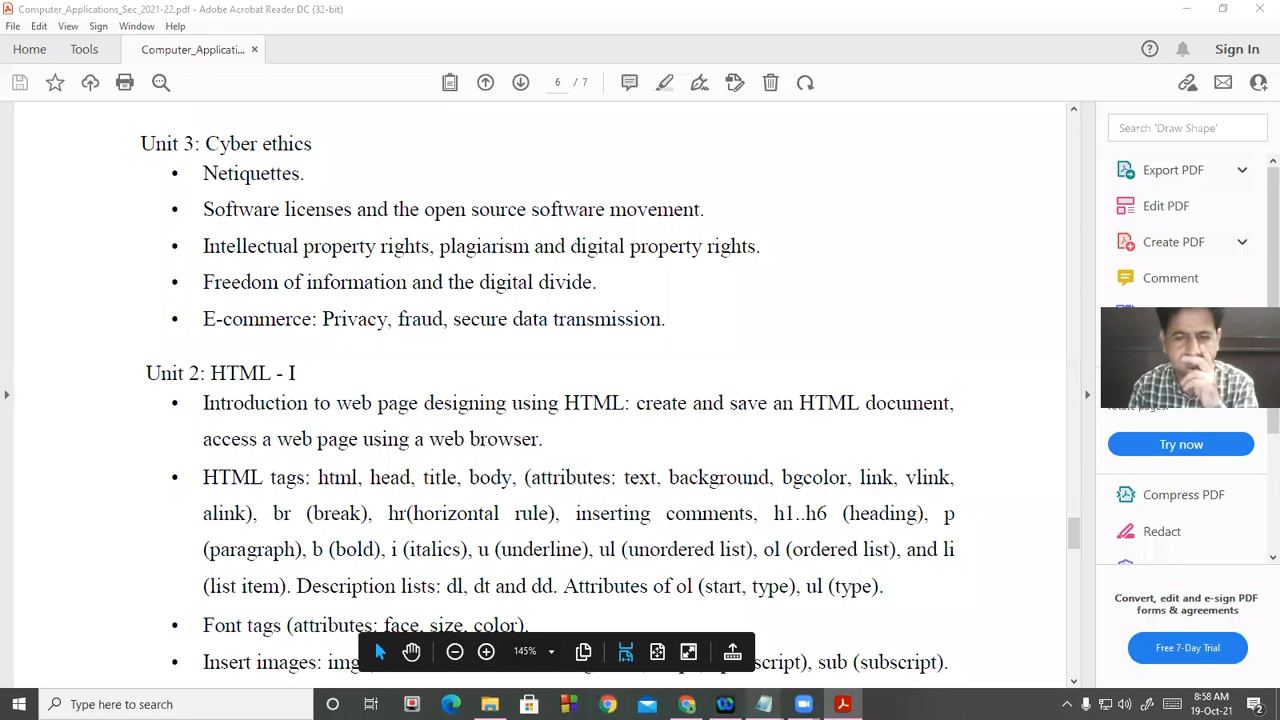 Computer_Applications_Sec_2021-22.pdf - Adobe Acrobat Reader DC (32-bit)
File Edit View Sign Window Help
Home Tools Computer_Applicati... × Sign In
6 / 7
Search 'Draw Shape'
Unit 3: Cyber ethics
• Netiquettes.
• Software licenses and the open source software movement.
• Intellectual property rights, plagiarism and digital property rights.
• Freedom of information and the digital divide.
• E-commerce: Privacy, fraud, secure data transmission.
Unit 2: HTML - I
• Introduction to web page designing using HTML: create and save an HTML document,
access a web page using a web browser.
• HTML tags: html, head, title, body, (attributes: text, background, bgcolor, link, vlink,
alink), br (break), hr(horizontal rule), inserting comments, h1..h6 (heading), p
(paragraph), b (bold), i (italics), u (underline), ul (unordered list), ol (ordered list), and li
(list item). Description lists: dl, dt and dd. Attributes of ol (start, type), ul (type).
• Font tags (attributes: face, size, color).
• Insert images: img sub (subscript).
145%
Export PDF
Edit PDF
Create PDF
Comment
Try now
Compress PDF
Redact
Convert, edit and e-sign PDF
forms & agreements
Free 7-Day Trial
Type here to search
8:58 AM
19-Oct-21
2